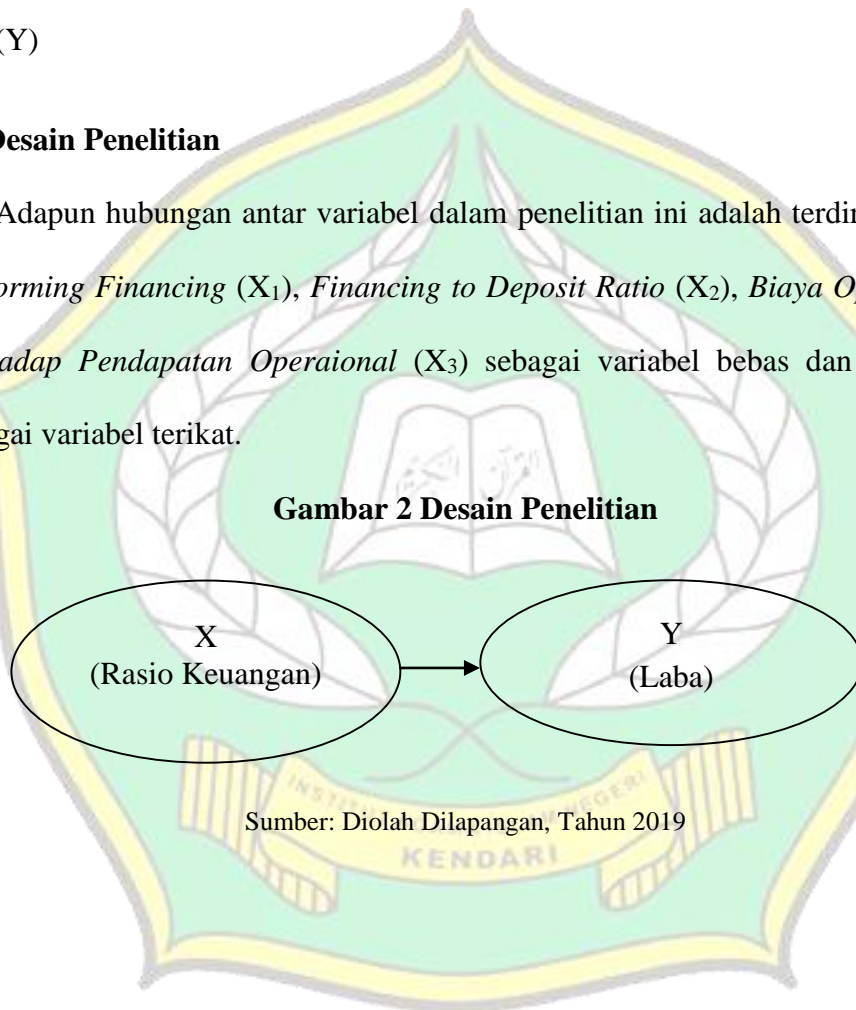 (Y)
Desain Penelitian
Adapun hubungan antar variabel dalam penelitian ini adalah
orming Financing (X₁), Financing to Deposit Ratio (X₂), Biaya
adap Pendapatan Operaional (X₃) sebagai variabel bebas dan
gai variabel terikat.
Gambar 2 Desain Penelitian
X
(Rasio Keuangan)
Y
(Laba)
INSTITUT NEGERI
Sumber: Diolah Dilapangan, Tahun 2019
KENDARI